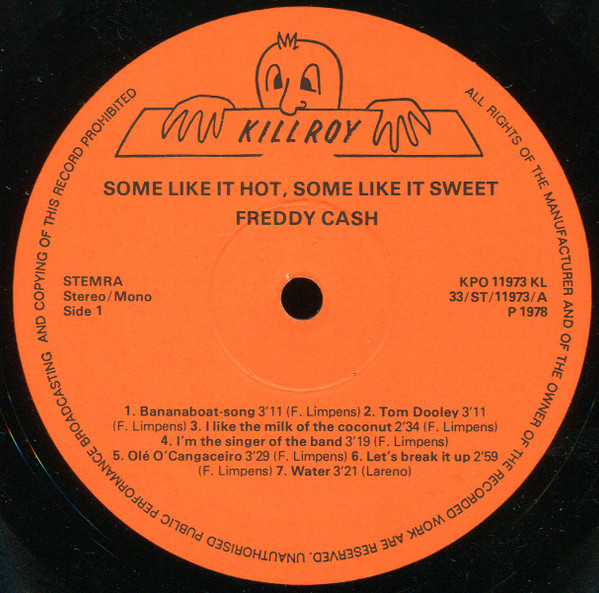 KILLROY
SOME LIKE IT HOT, SOME LIKE IT SWEET
FREDDY CASH
STEMRA
Stereo/Mono
Side 1
KPO 11973 KL
33/ST/11973/A
P 1978
1. Bananaboat-song 3'11 (F. Limpens) 2. Tom Dooley 3'11
(F. Limpens) 3. I like the milk of the coconut 2'34 (F. Limpens)
4. I'm the singer of the band 3'19 (F. Limpens)
5. Olé O'Cangaceiro 3'29 (F. Limpens) 6. Let's break it up 2'59
(F. Limpens) 7. Water 3'21 (Lareno)
ALL RIGHTS OF THE MANUFACTURER AND OF THE OWNER OF THE RECORDED WORK ARE RESERVED. UNAUTHORISED PUBLIC PERFORMANCE BROADCASTING AND COPYING OF THIS RECORD PROHIBITED